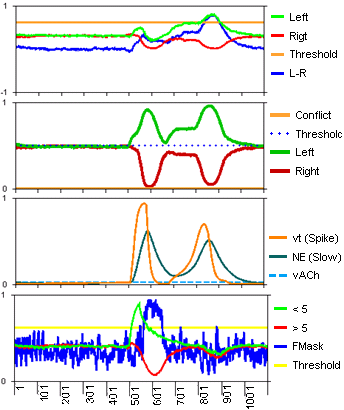 1
Left
Rigt
Threshold
L-R
-1
1
Conflict
Threshold
Left
Right
0
1
vt (Spike)
NE (Slow)
vACh
0
1
< 5
> 5
FMask
Threshold
0
1 101 201 301 401 501 601 701 801 901 1001